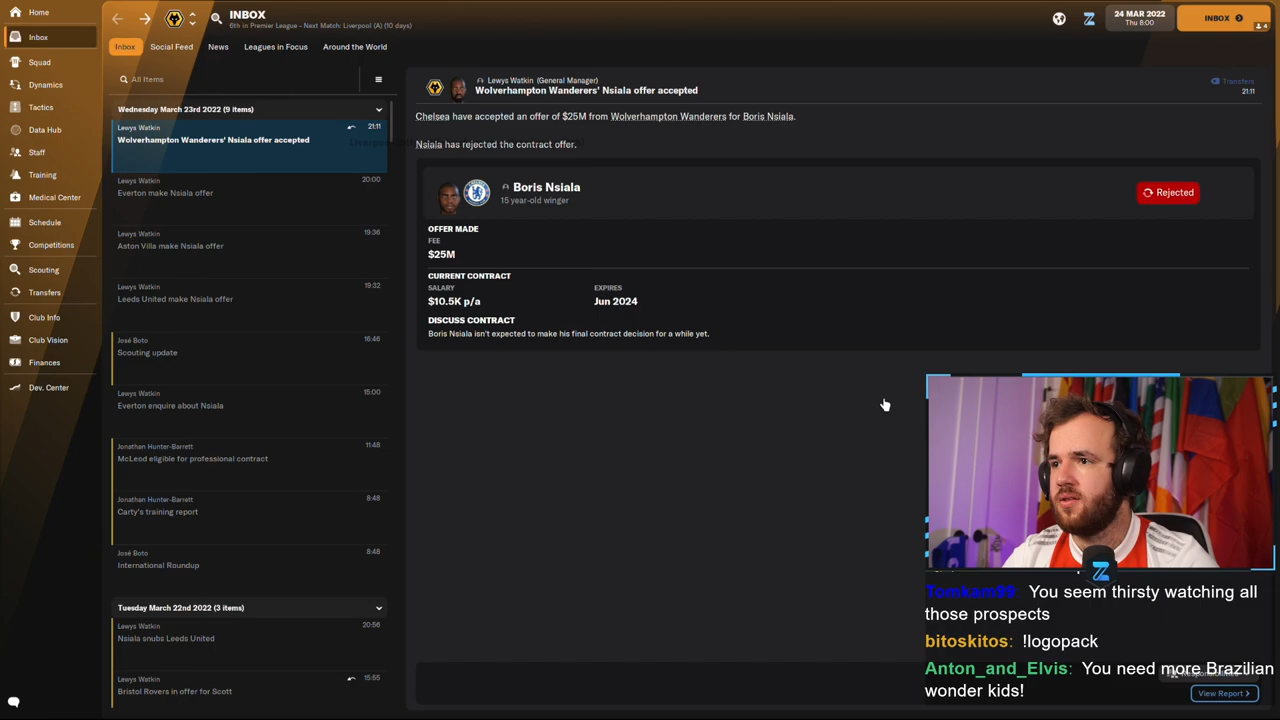 Home
INBOX
6th in Premier League - Next Match: Liverpool (A) (10 days)
24 MAR 2022
Thu 8:00
INBOX
4
Inbox
Squad
Dynamics
Tactics
Data Hub
Staff
Training
Medical Center
Schedule
Competitions
Scouting
Transfers
Club Info
Club Vision
Finances
Dev. Center
Inbox
Social Feed
News
Leagues in Focus
Around the World
All Items
Wednesday March 23rd 2022 (9 items)
Lewys Watkin
21:11
Wolverhampton Wanderers' Nsiala offer accepted
Lewys Watkin
20:00
Everton make Nsiala offer
Lewys Watkin
19:36
Aston Villa make Nsiala offer
Lewys Watkin
19:32
Leeds United make Nsiala offer
José Boto
16:46
Scouting update
Lewys Watkin
15:00
Everton enquire about Nsiala
Jonathan Hunter-Barrett
11:48
McLeod eligible for professional contract
Jonathan Hunter-Barrett
8:48
Carty's training report
José Boto
8:48
International Roundup
Tuesday March 22nd 2022 (3 items)
Lewys Watkin
20:56
Nsiala snubs Leeds United
Lewys Watkin
15:55
Bristol Rovers in offer for Scott
Lewys Watkin (General Manager)
Wolverhampton Wanderers' Nsiala offer accepted
Transfers
21:11
Chelsea have accepted an offer of $25M from Wolverhampton Wanderers for Boris Nsiala.
Nsiala has rejected the contract offer.
Boris Nsiala
15 year-old winger
Rejected
OFFER MADE
FEE
$25M
CURRENT CONTRACT
SALARY
EXPIRES
$10.5K p/a
Jun 2024
DISCUSS CONTRACT
Boris Nsiala isn't expected to make his final contract decision for a while yet.
Tomkam99: You seem thirsty watching all
those prospects
bitoskitos: !logopack
Anton_and_Elvis: You need more Brazilian
wonder kids!
View Report